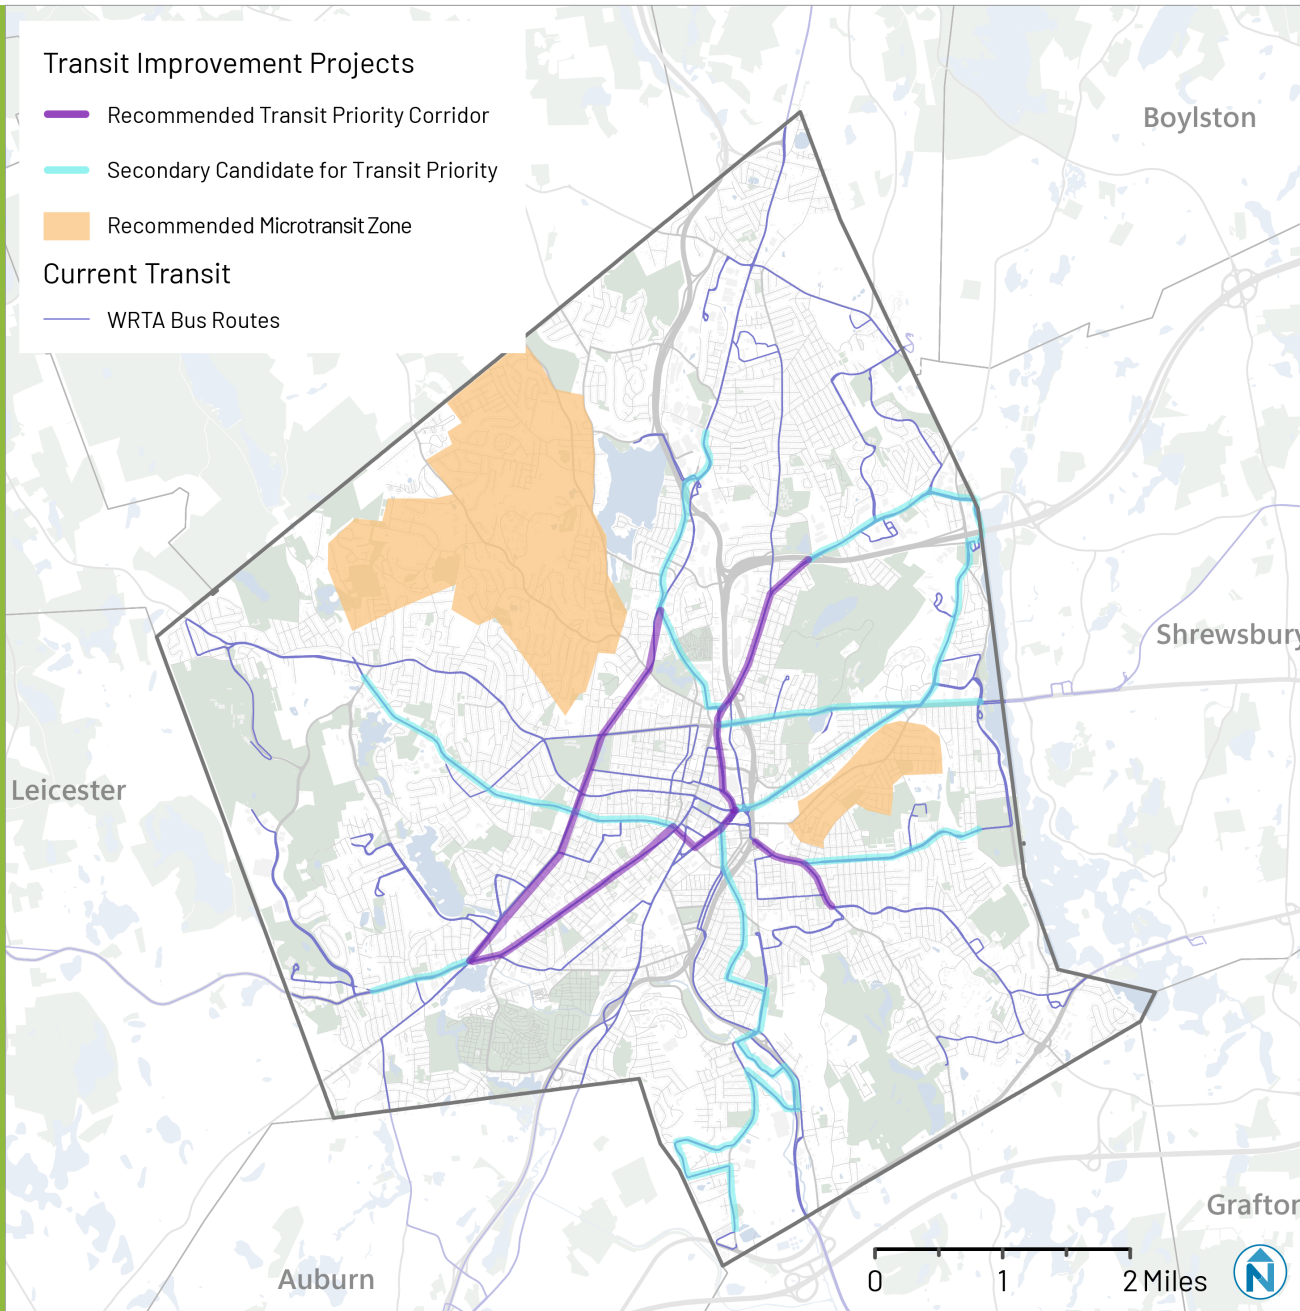 Transit Improvement Projects
Recommended Transit Priority Corridor
Secondary Candidate for Transit Priority
Recommended Microtransit Zone
Current Transit
WRTA Bus Routes
Boylston
Shrewsbury
Leicester
Grafton
Auburn
0 1 2 Miles
N